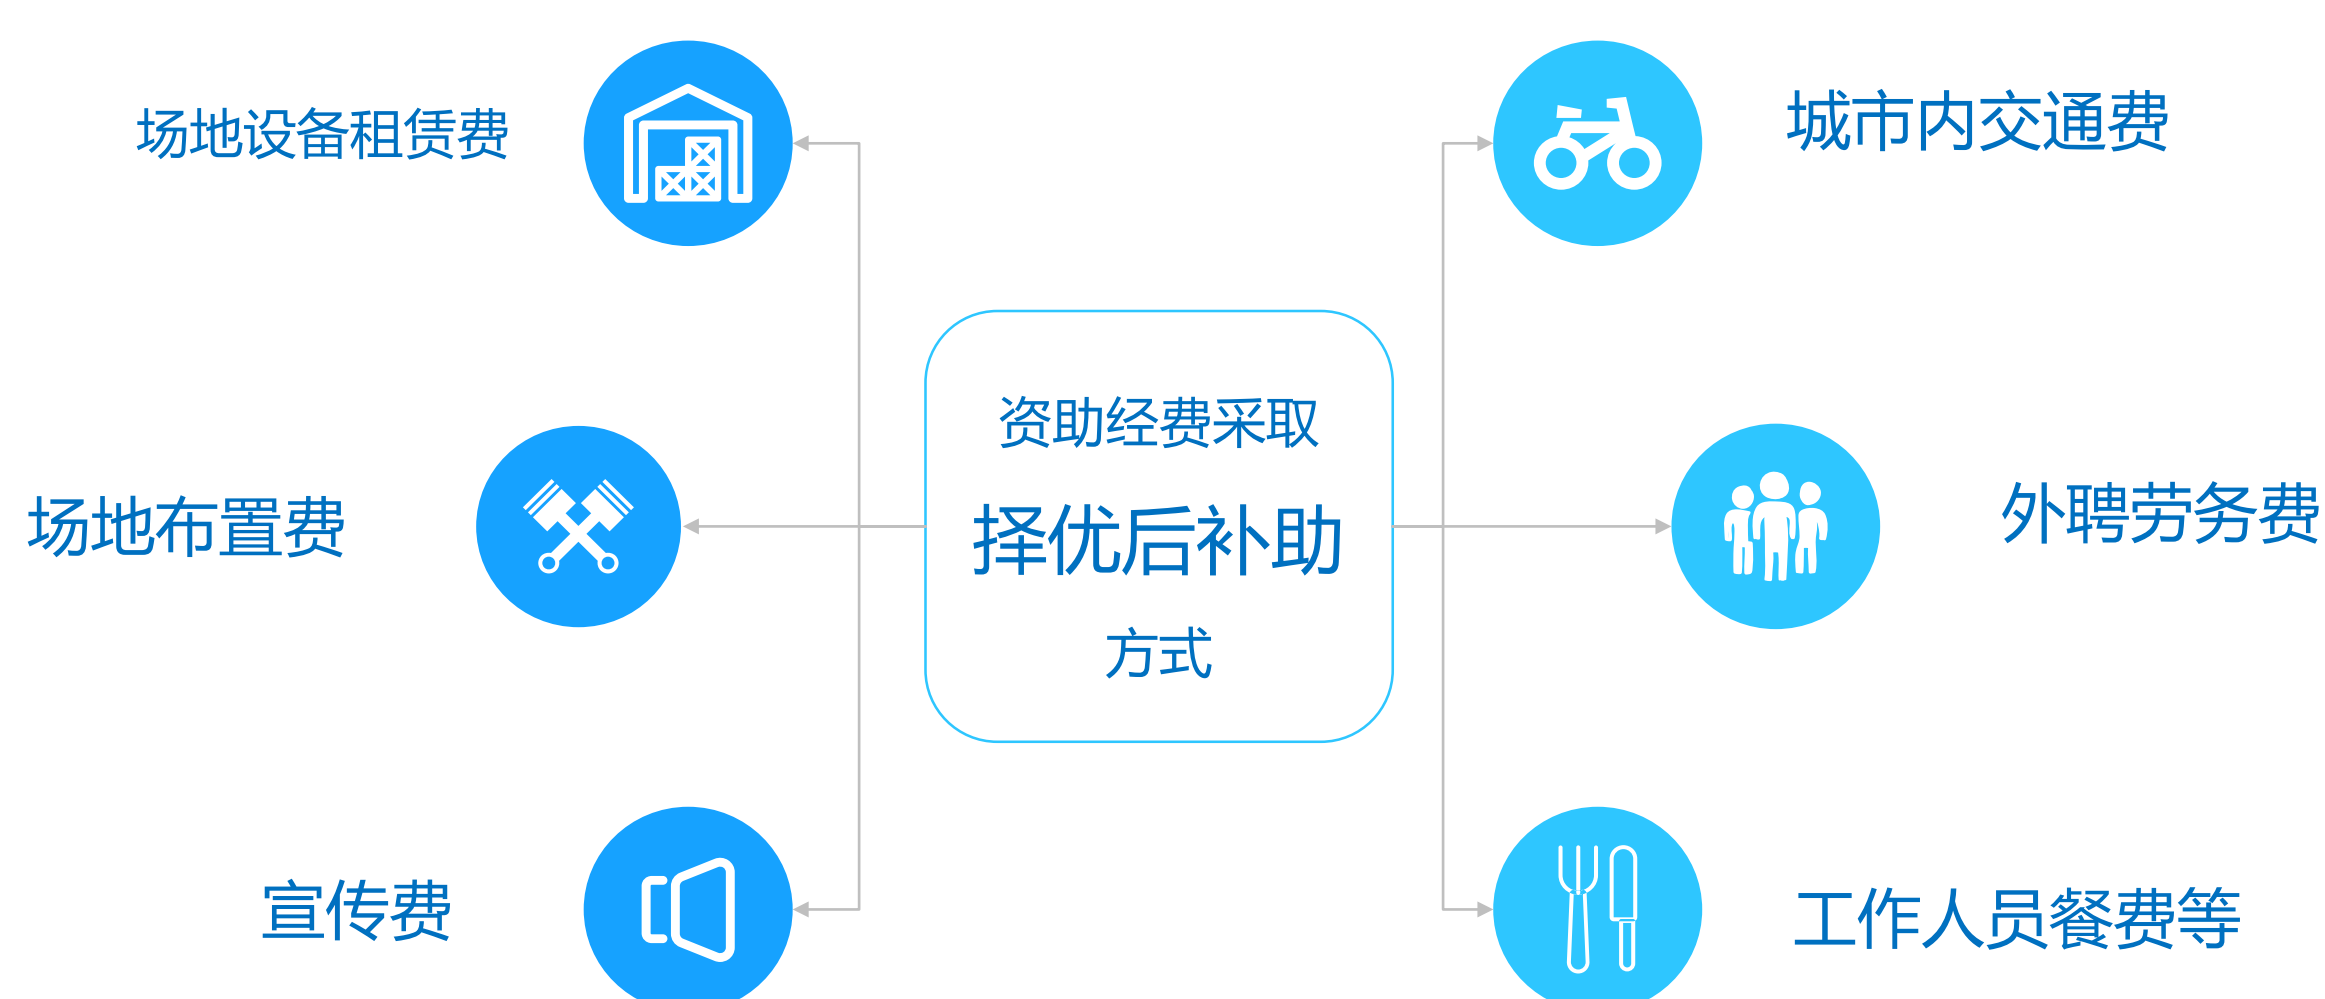 场地设备租赁费
城市内交通费
资助经费采取
择优后补助
方式
场地布置费
外聘劳务费
宣传费
工作人员餐费等